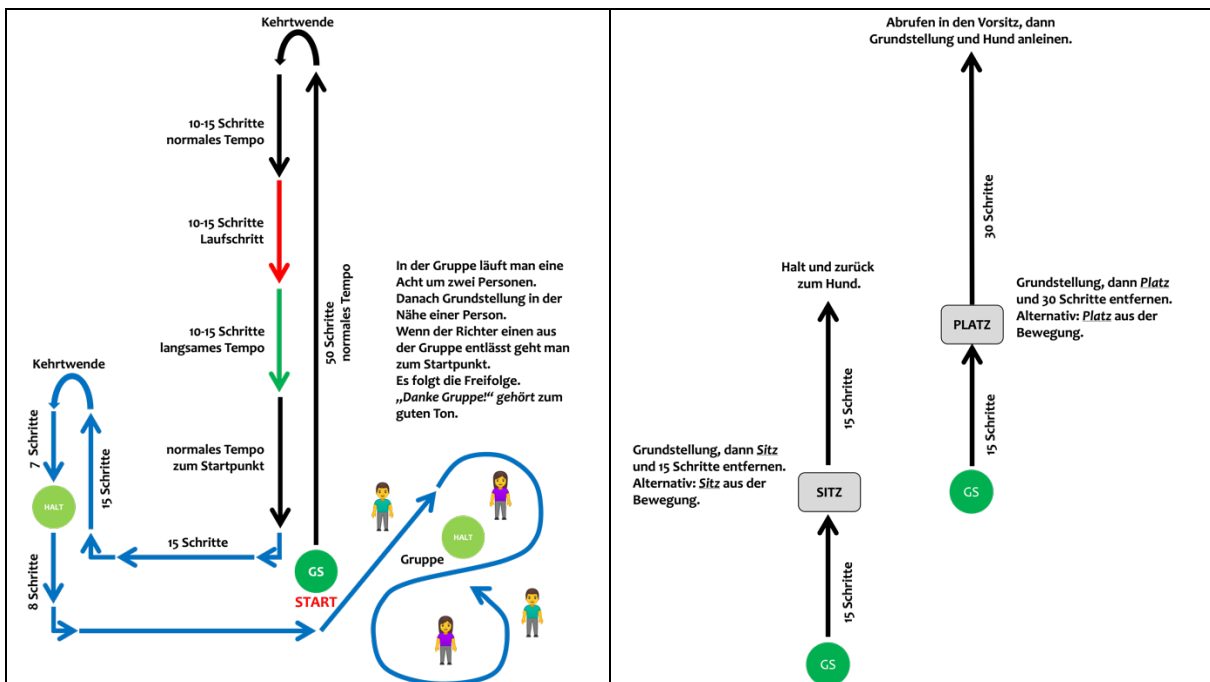 Kehrtwende
10-15 Schritte
normales Tempo
10-15 Schritte
Laufschritt
10-15 Schritte
langsames Tempo
normales Tempo
zum Startpunkt
50 Schritte
normales Tempo
In der Gruppe läuft man eine
Acht um zwei Personen.
Danach Grundstellung in der
Nähe einer Person.
Wenn der Richter einen aus
der Gruppe entlässt geht man
zum Startpunkt.
Es folgt die Freifolge.
„Danke Gruppe!“ gehört zum
guten Ton.
Kehrtwende
7 Schritte
HALT
8 Schritte
15 Schritte
15 Schritte
GS
START
Gruppe
HALT
Abrufen in den Vorsitz, dann
Grundstellung und Hund anleinen.
30 Schritte
Grundstellung, dann Platz
und 30 Schritte entfernen.
Alternativ: Platz aus der
Bewegung.
PLATZ
15 Schritte
GS
Halt und zurück
zum Hund.
15 Schritte
Grundstellung, dann Sitz
und 15 Schritte entfernen.
Alternativ: Sitz aus der
Bewegung.
SITZ
15 Schritte
GS